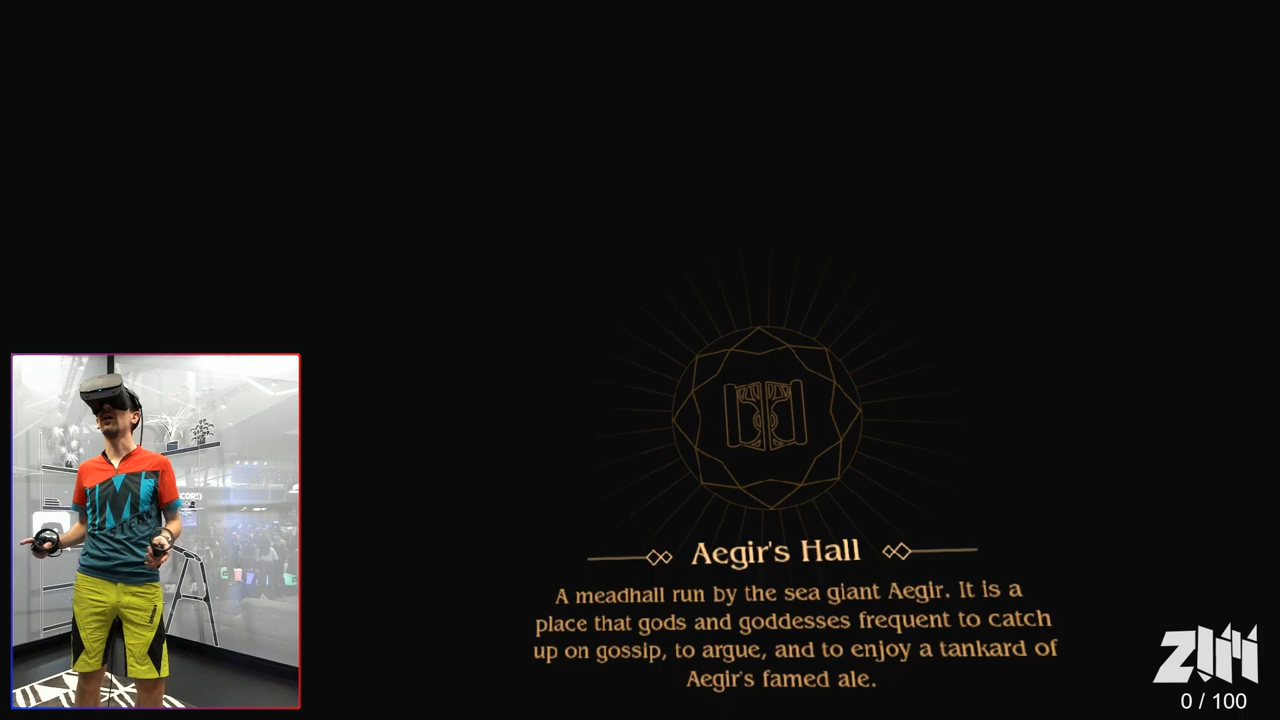 Aegir's Hall
A meadhall run by the sea giant Aegir. It is a
place that gods and goddesses frequent to catch
up on gossip, to argue, and to enjoy a tankard of
Aegir's famed ale.
ZIM
0 / 100